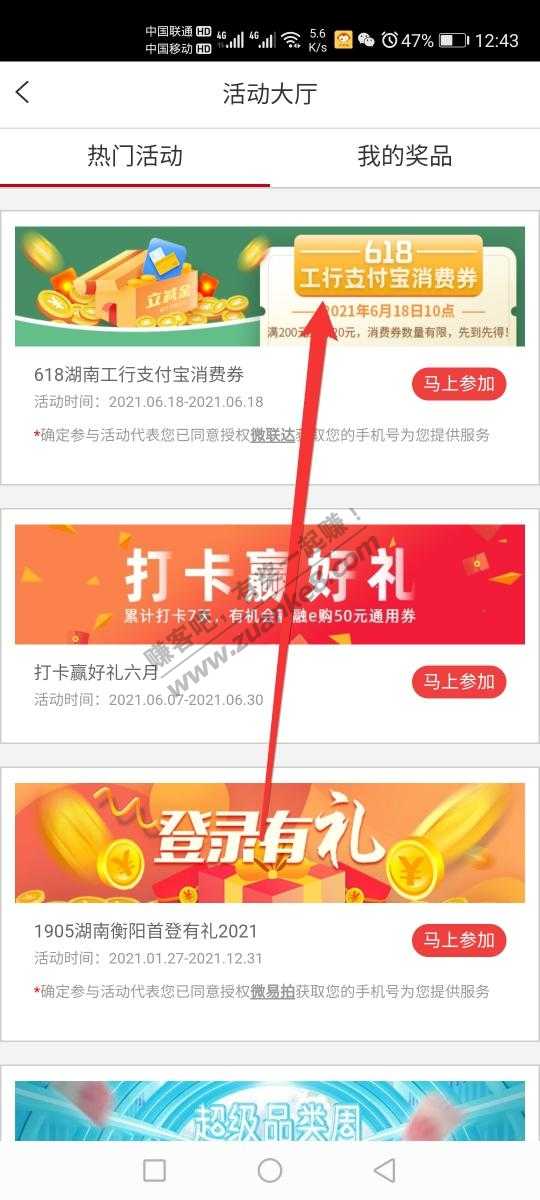 中国联通 HD 4G 4G 5.6 47% 12:43
中国移动 HD K/s
活动大厅
热门活动 我的奖品
618
工行支付宝消费券
立减金
2021年6月18日10点
满200元 20元，消费券数量有限，先到先得！
618湖南工行支付宝消费券
马上参加
活动时间：2021.06.18-2021.06.18
*确定参与活动代表您已同意授权微联达获取您的手机号为您提供服务
打卡赢好礼
累计打卡7天，有机会 融e购50元通用券
赚客吧，有奖一起赚！
www.zuanke8.com
打卡赢好礼六月
马上参加
活动时间：2021.06.07-2021.06.30
登录有礼
1905湖南衡阳首登有礼2021
马上参加
活动时间：2021.01.27-2021.12.31
*确定参与活动代表您已同意授权微易拍获取您的手机号为您提供服务
超级品类周